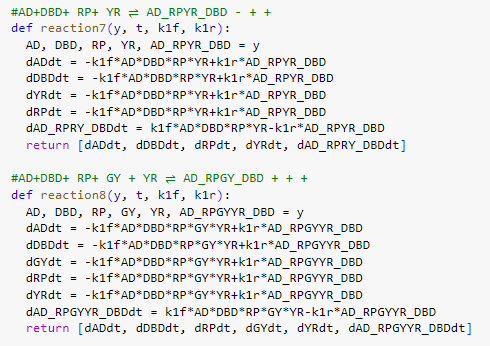 #AD+DBD+ RP+ YR ⇌ AD_RPYR_DBD - + +
def reaction7(y, t, k1f, k1r):
AD, DBD, RP, YR, AD_RPYR_DBD = y
dADdt = -k1f*AD*DBD*RP*YR+k1r*AD_RPYR_DBD
dDBDdt = -k1f*AD*DBD*RP*YR+k1r*AD_RPYR_DBD
dYRdt = -k1f*AD*DBD*RP*YR+k1r*AD_RPYR_DBD
dRPdt = -k1f*AD*DBD*RP*YR+k1r*AD_RPYR_DBD
dAD_RPRY_DBDdt = k1f*AD*DBD*RP*YR-k1r*AD_RPYR_DBD
return [dADdt, dDBDdt, dRPdt, dYRdt, dAD_RPRY_DBDdt]
#AD+DBD+ RP+ GY + YR ⇌ AD_RPGY_DBD + + +
def reaction8(y, t, k1f, k1r):
AD, DBD, RP, GY, YR, AD_RPGYYR_DBD = y
dADdt = -k1f*AD*DBD*RP*GY*YR+k1r*AD_RPGYYR_DBD
dDBDdt = -k1f*AD*DBD*RP*GY*YR+k1r*AD_RPGYYR_DBD
dGYdt = -k1f*AD*DBD*RP*GY*YR+k1r*AD_RPGYYR_DBD
dRPdt = -k1f*AD*DBD*RP*GY*YR+k1r*AD_RPGYYR_DBD
dYRdt = -k1f*AD*DBD*RP*GY*YR+k1r*AD_RPGYYR_DBD
dAD_RPGYYR_DBDdt = k1f*AD*DBD*RP*GY*YR-k1r*AD_RPGYYR_DBD
return [dADdt, dDBDdt, dRPdt, dGYdt, dYRdt, dAD_RPGYYR_DBDdt]